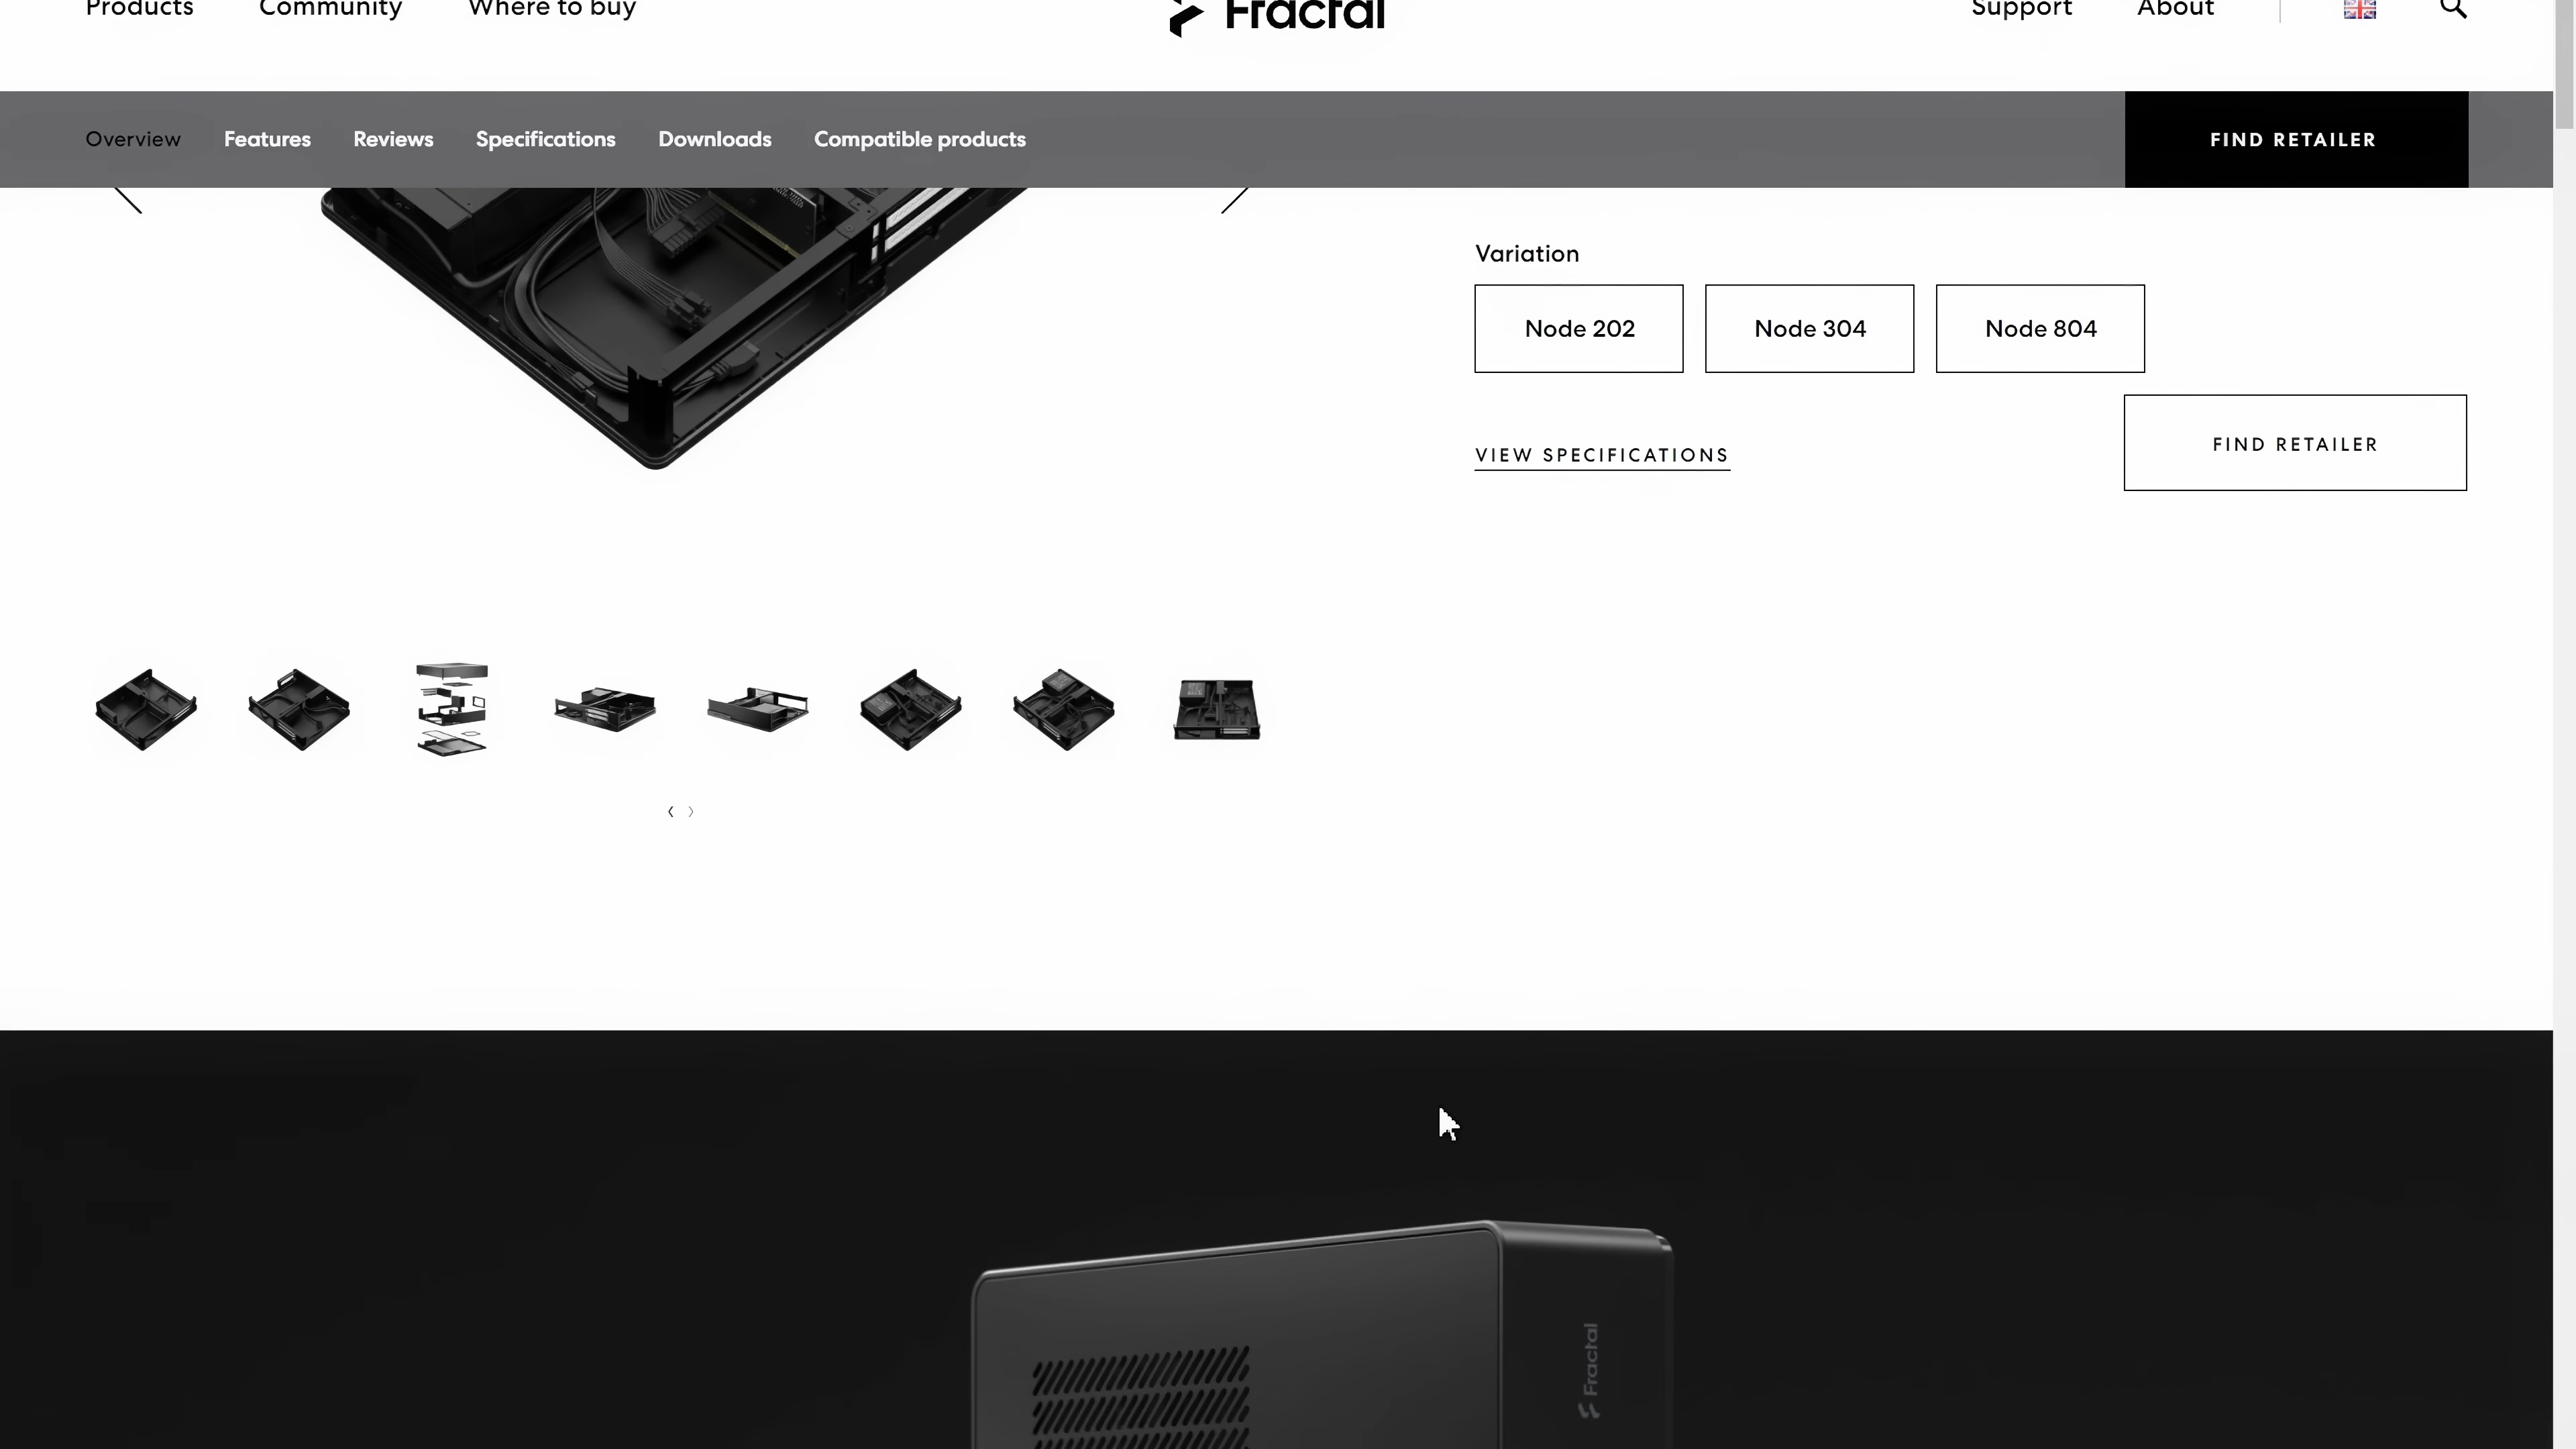 Products Community Where to buy Fractal Support About
Overview Features Reviews Specifications Downloads Compatible products FIND RETAILER
Variation
Node 202 Node 304 Node 804
VIEW SPECIFICATIONS FIND RETAILER
Fractal